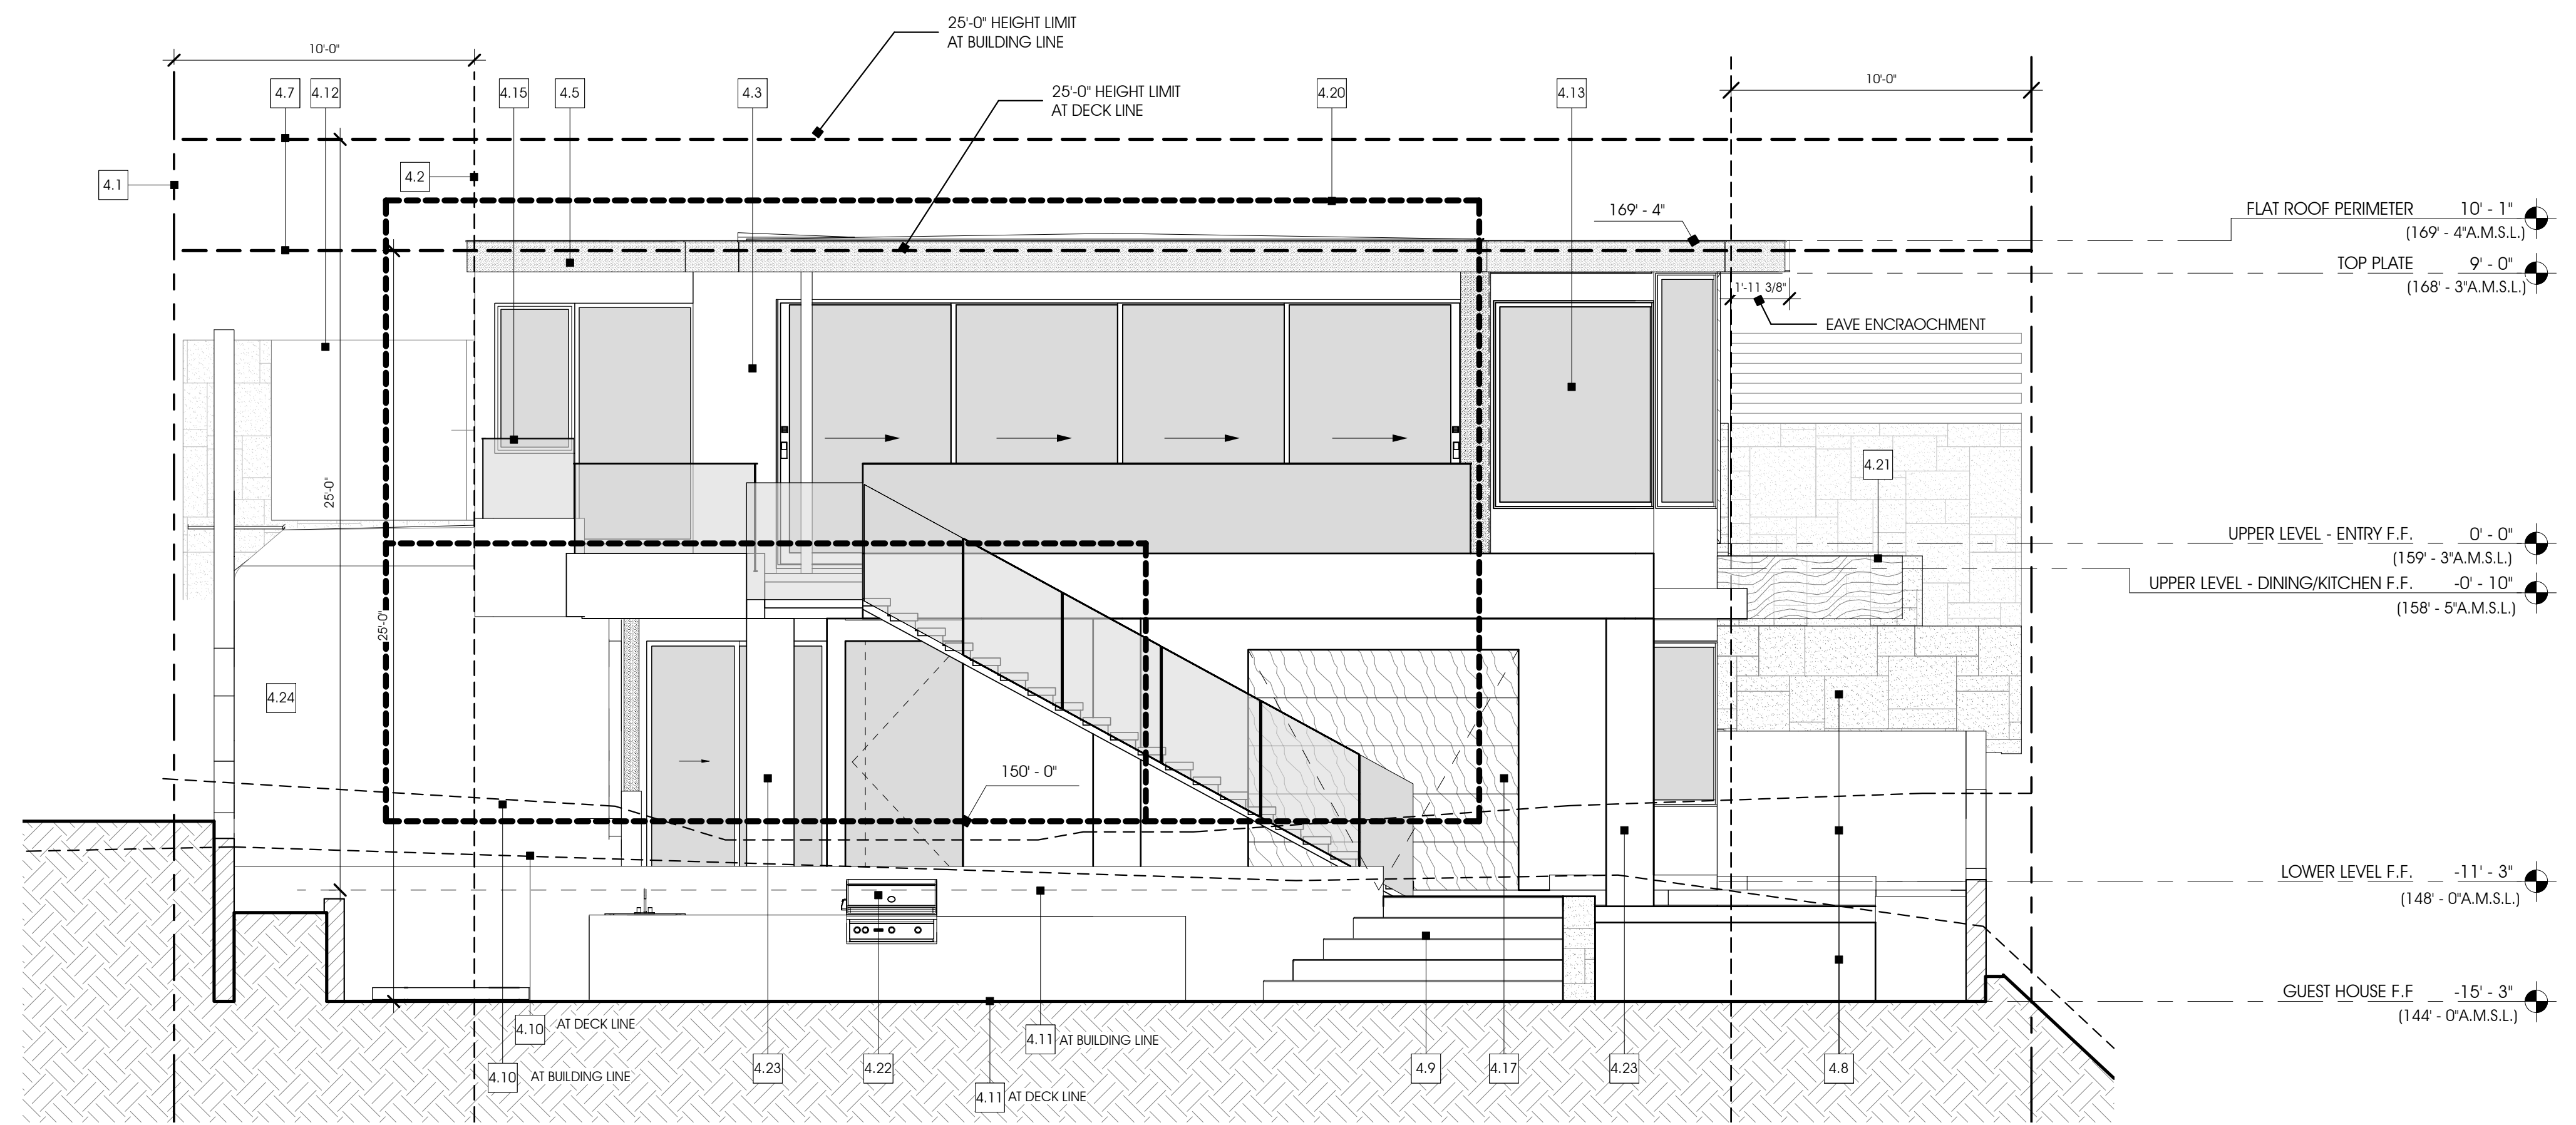 25'-0" HEIGHT LIMIT
AT BUILDING LINE
10'-0"
10'-0"
4.7
4.12
4.15
4.5
4.3
25'-0" HEIGHT LIMIT
AT DECK LINE
4.20
4.13
4.1
4.2
169' - 4"
FLAT ROOF PERIMETER 10' - 1"
(169' - 4"A.M.S.L.)
TOP PLATE 9' - 0"
(168' - 3"A.M.S.L.)
1'-11 3/8"
EAVE ENCRAOCHMENT
4.21
25'-0"
UPPER LEVEL - ENTRY F.F. 0' - 0"
(159' - 3"A.M.S.L.)
UPPER LEVEL - DINING/KITCHEN F.F. -0' - 10"
(158' - 5"A.M.S.L.)
25'-0"
4.24
150' - 0"
LOWER LEVEL F.F. -11' - 3"
(148' - 0"A.M.S.L.)
GUEST HOUSE F.F -15' - 3"
(144' - 0"A.M.S.L.)
4.10 AT DECK LINE
4.11 AT BUILDING LINE
4.10 AT BUILDING LINE
4.23
4.22
4.9
4.17
4.23
4.8
4.11 AT DECK LINE